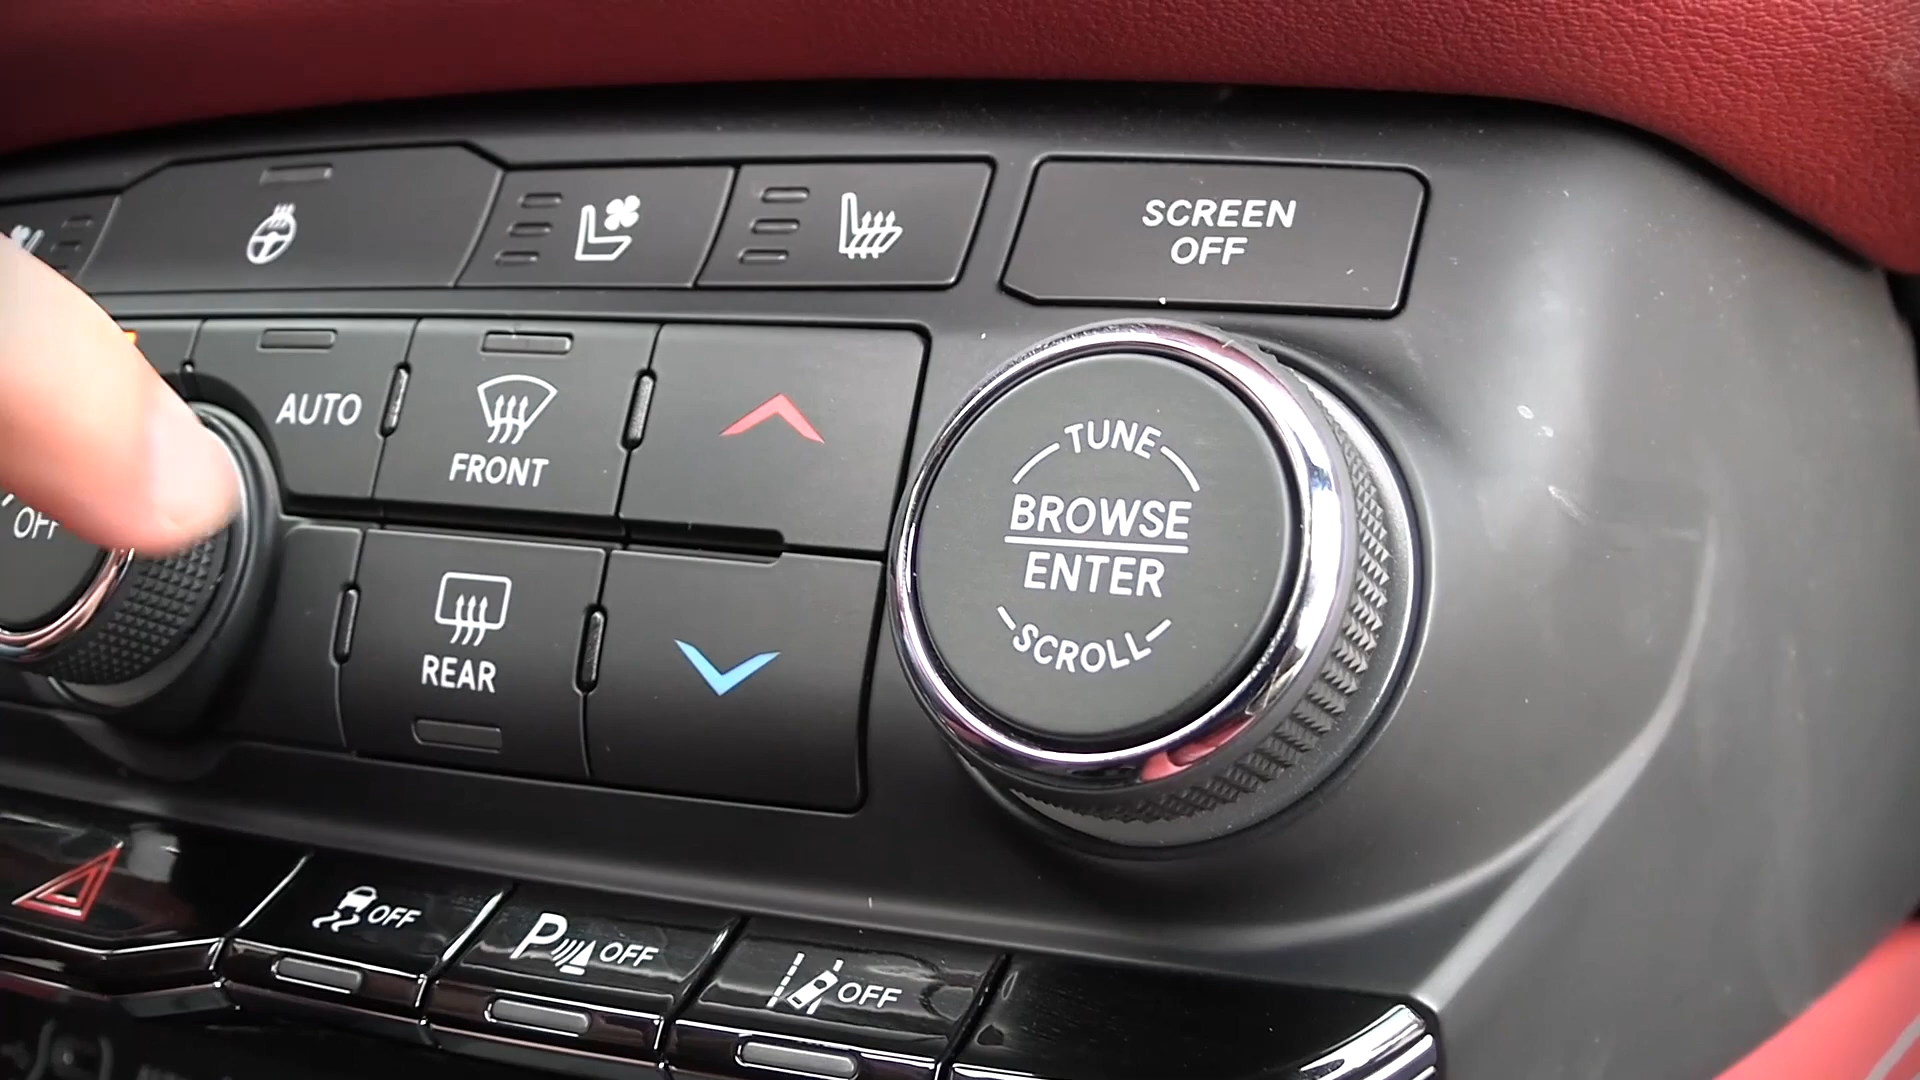 SCREEN
OFF
AUTO
FRONT
TUNE
BROWSE
ENTER
SCROLL
OFF
REAR
OFF
P OFF
OFF